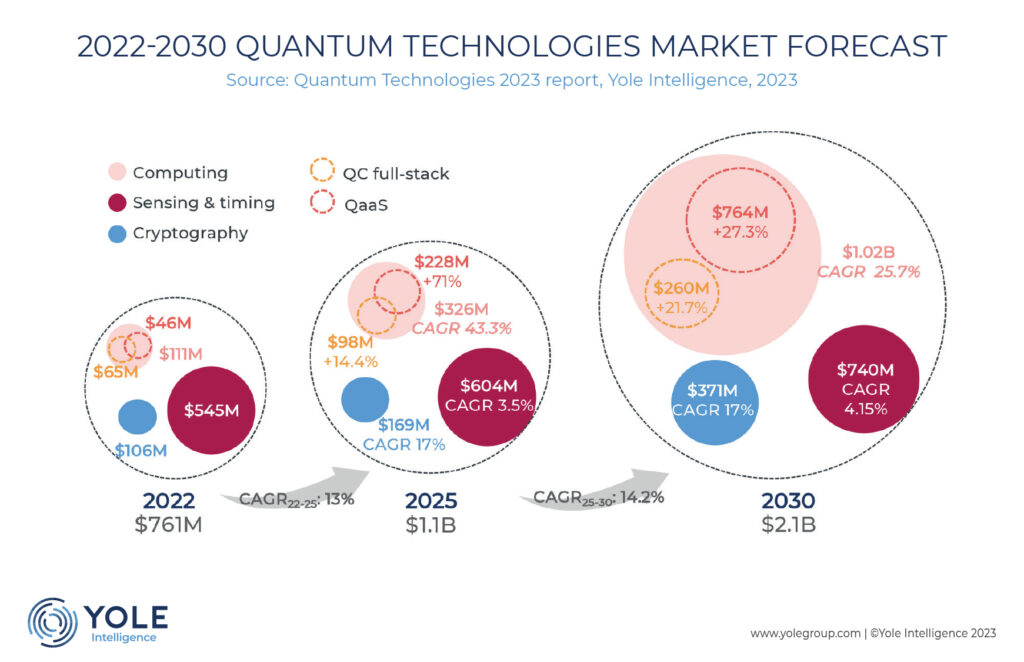 2022-2030 QUANTUM TECHNOLOGIES MARKET FORECAST
Source: Quantum Technologies 2023 report, Yole Intelligence, 2023
Computing
Sensing & timing
Cryptography
QC full-stack
QaaS
$46M
$111M
$65M
$545M
$106M
2022
$761M
CAGR22-25: 13%
$228M
+71%
$326M
CAGR 43.3%
$98M
+14.4%
$604M
CAGR 3.5%
$169M
CAGR 17%
2025
$1.1B
CAGR25-30: 14.2%
$764M
+27.3%
$1.02B
CAGR 25.7%
$260M
+21.7%
$740M
CAGR
4.15%
$371M
CAGR 17%
2030
$2.1B
YOLE
Intelligence
www.yolegroup.com | ©Yole Intelligence 2023